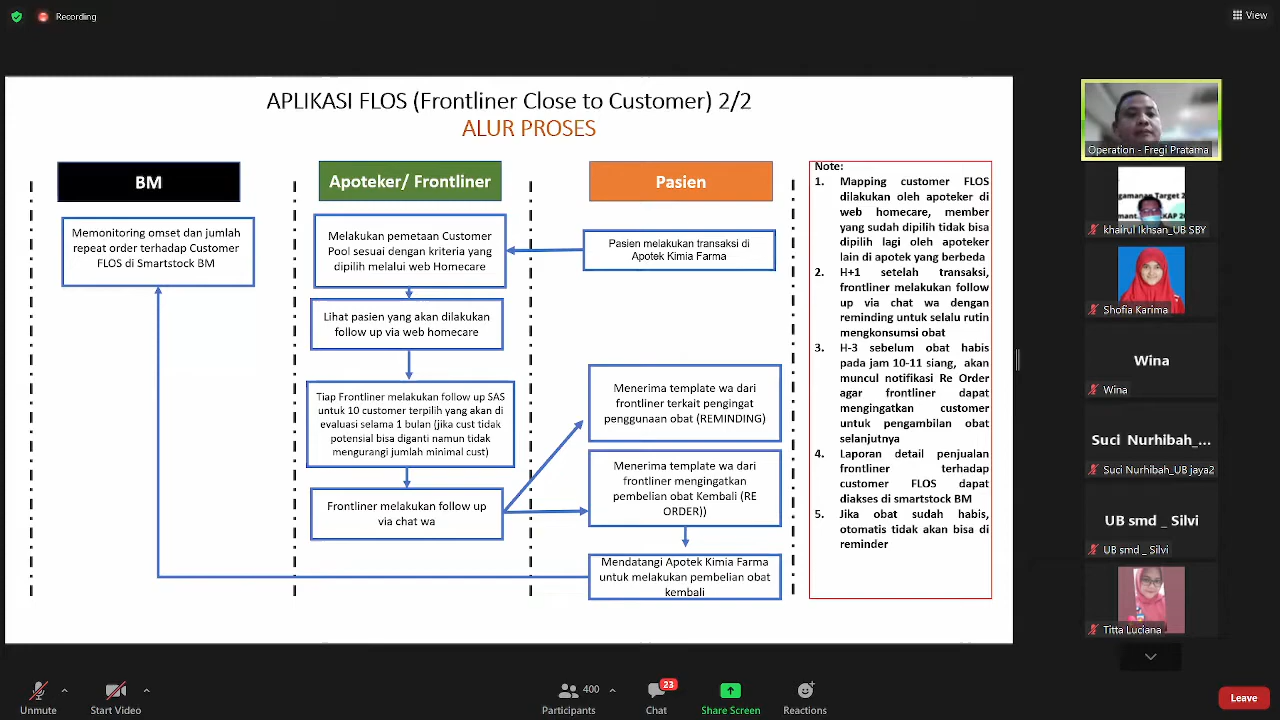 Recording
View
APLIKASI FLOS (Frontliner Close to Customer) 2/2
ALUR PROSES
BM
Memonitoring omset dan jumlah
repeat order terhadap Customer
FLOS di Smartstock BM
Apoteker/ Frontliner
Melakukan pemetaan Customer
Pool sesuai dengan kriteria yang
dipilih melalui web Homecare
Lihat pasien yang akan dilakukan
follow up via web homecare
Tiap Frontliner melakukan follow up SAS
untuk 10 customer terpilih yang akan di
evaluasi selama 1 bulan (jika cust tidak
potensial bisa diganti namun tidak
mengurangi jumlah minimal cust)
Frontliner melakukan follow up
via chat wa
Pasien
Pasien melakukan transaksi di
Apotek Kimia Farma
Menerima template wa dari
frontliner terkait pengingat
penggunaan obat (REMINDING)
Menerima template wa dari
frontliner mengingatkan
pembelian obat Kembali (RE
ORDER))
Mendatangi Apotek Kimia Farma
untuk melakukan pembelian obat
kembali
Note:
1. Mapping customer FLOS
dilakukan oleh apoteker di
web homecare, member
yang sudah dipilih tidak bisa
dipilih lagi oleh apoteker
lain di apotek yang berbeda
2. H+1 setelah transaksi,
frontliner melakukan follow
up via chat wa dengan
reminding untuk selalu rutin
mengkonsumsi obat
3. H-3 sebelum obat habis
pada jam 10-11 siang, akan
muncul notifikasi Re Order
agar frontliner dapat
mengingatkan customer
untuk pengambilan obat
selanjutnya
4. Laporan detail penjualan
frontliner terhadap
customer FLOS dapat
diakses di smartstock BM
5. Jika obat sudah habis,
otomatis tidak akan bisa di
reminder
Operation - Fregi Pratama
gamanan Target 2
khairul Ikhsan_UB SBY
Shofia Karima
Wina
Wina
Suci Nurhibah_...
Suci Nurhibah_UB jaya2
UB smd _ Silvi
UB smd _ Silvi
Titta Luciana
Unmute
Start Video
400
Participants
23
Chat
Share Screen
Reactions
Leave